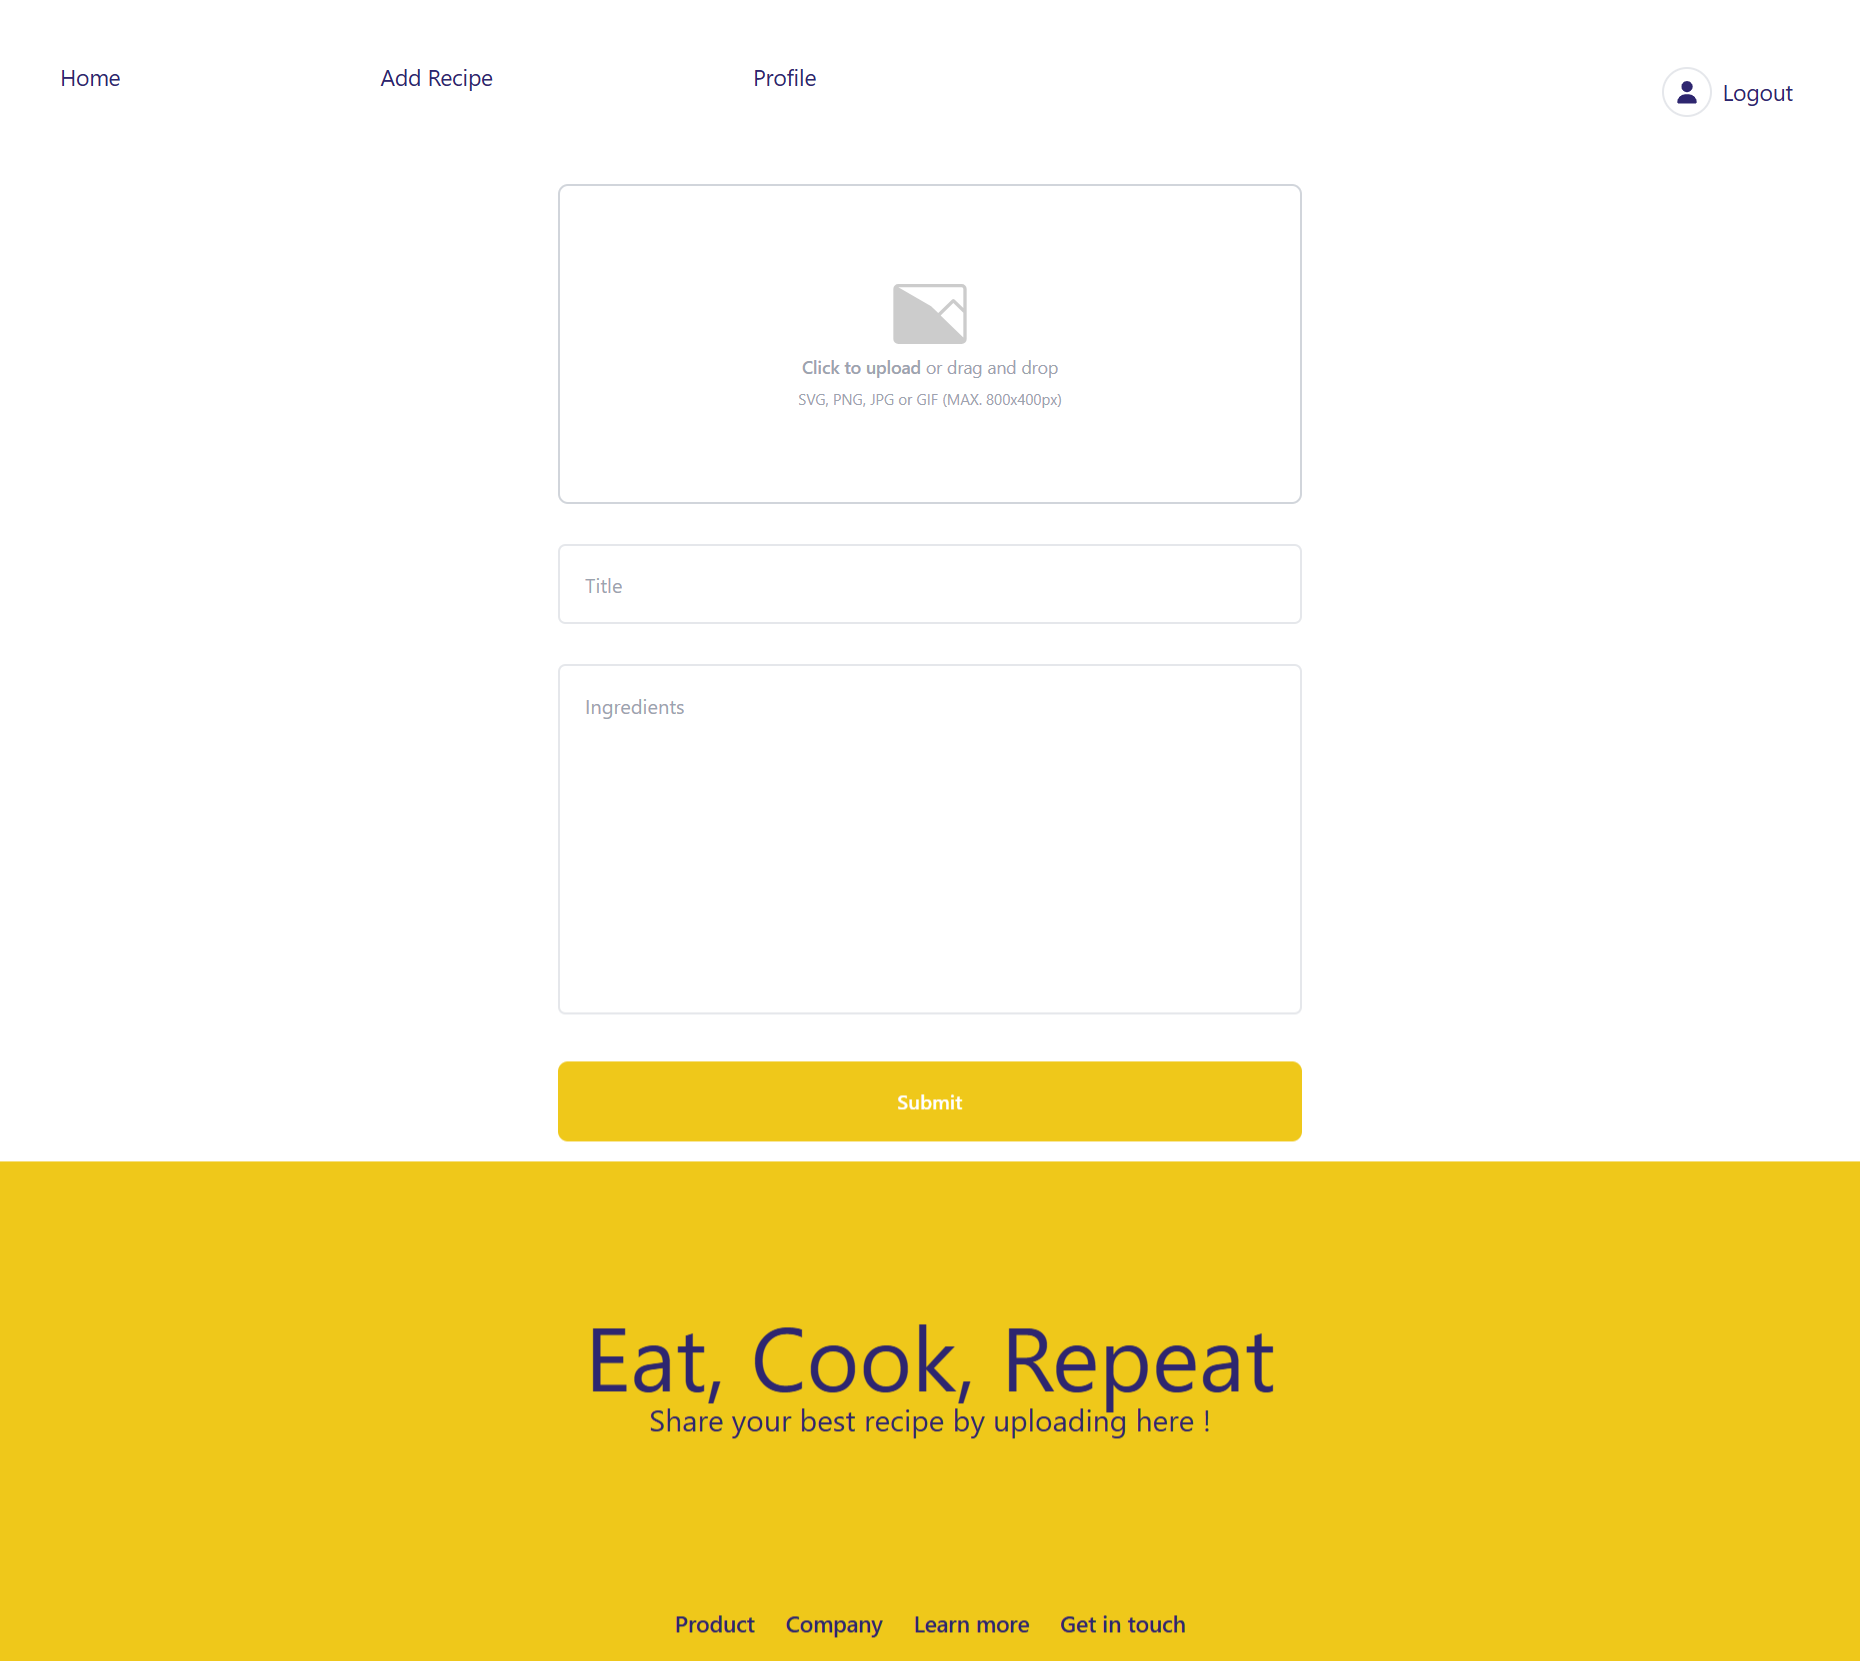 Home Add Recipe Profile Logout
Click to upload or drag and drop
SVG, PNG, JPG or GIF (MAX. 800x400px)
Title
Ingredients
Submit
Eat, Cook, Repeat
Share your best recipe by uploading here !
Product Company Learn more Get in touch